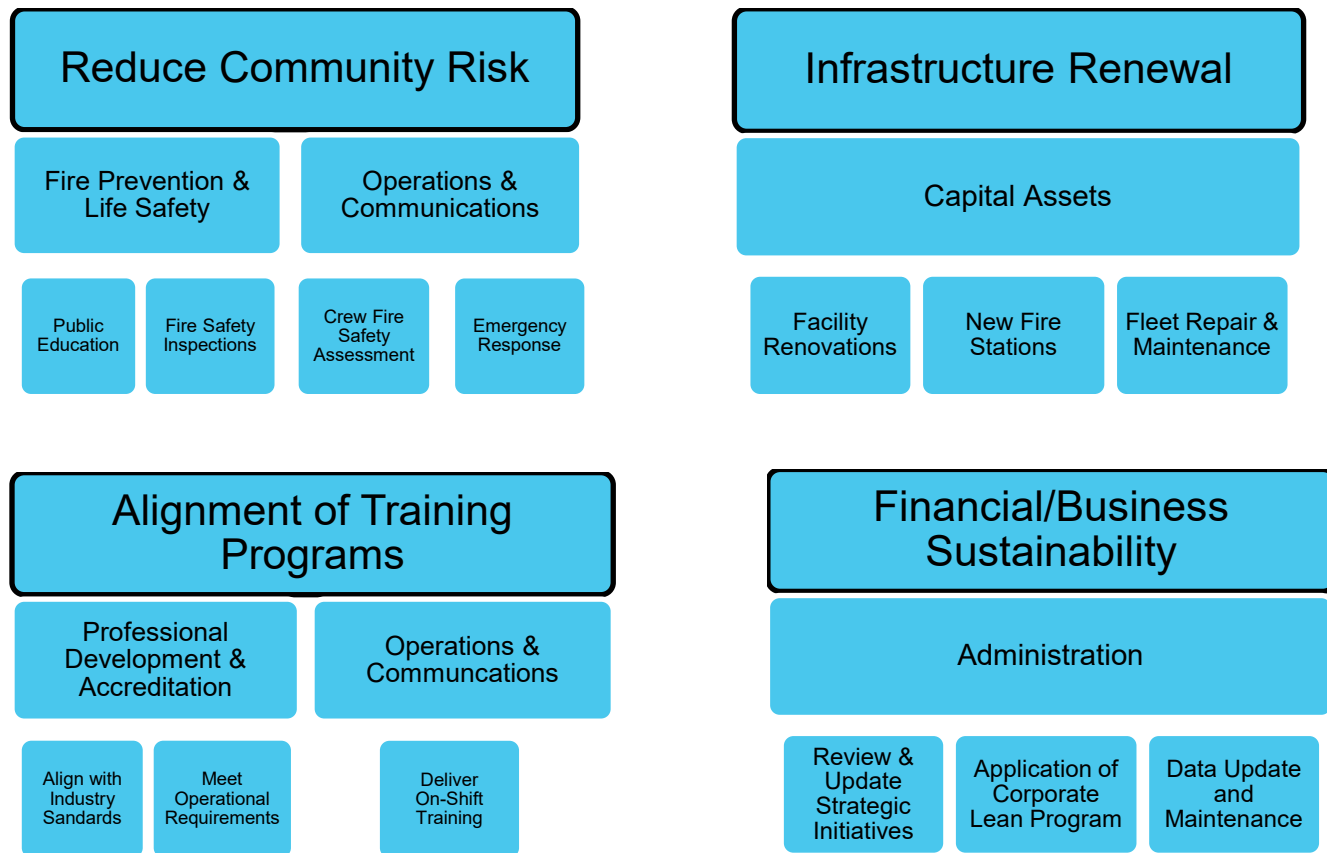 Reduce Community Risk
Fire Prevention &
Life Safety
Operations &
Communications
Public
Education
Fire Safety
Inspections
Crew Fire
Safety
Assessment
Emergency
Response
Infrastructure Renewal
Capital Assets
Facility
Renovations
New Fire
Stations
Fleet Repair &
Maintenance
Alignment of Training
Programs
Professional
Development &
Accreditation
Operations &
Communcations
Align with
Industry
Sandards
Meet
Operational
Requirements
Deliver
On-Shift
Training
Financial/Business
Sustainability
Administration
Review &
Update
Strategic
Initiatives
Application of
Corporate
Lean Program
Data Update
and
Maintenance